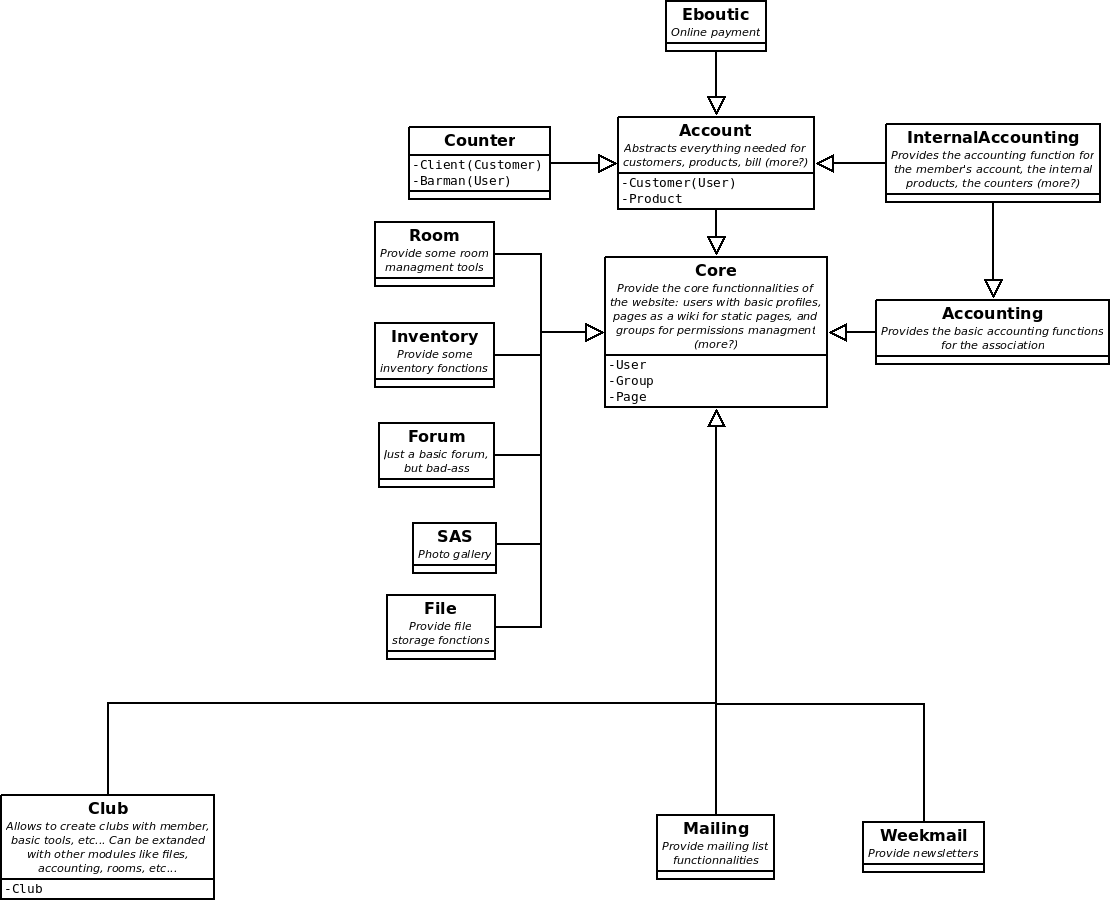 Eboutic
Online payment
Counter
-Client(Customer)
-Barman(User)
Account
Abstracts everything needed for
customers, products, bill (more?)
-Customer(User)
-Product
InternalAccounting
Provides the accounting function for
the member's account, the internal
products, the counters (more?)
Room
Provide some room
managment tools
Core
Provide the core functionnalities of
the website: users with basic profiles,
pages as a wiki for static pages, and
groups for permissions managment
(more?)
-User
-Group
-Page
Accounting
Provides the basic accounting functions
for the association
Inventory
Provide some
inventory fonctions
Forum
Just a basic forum,
but bad-ass
SAS
Photo gallery
File
Provide file
storage fonctions
Club
Allows to create clubs with member,
basic tools, etc... Can be extanded
with other modules like files,
accounting, rooms, etc...
-Club
Mailing
Provide mailing list
functionnalities
Weekmail
Provide newsletters